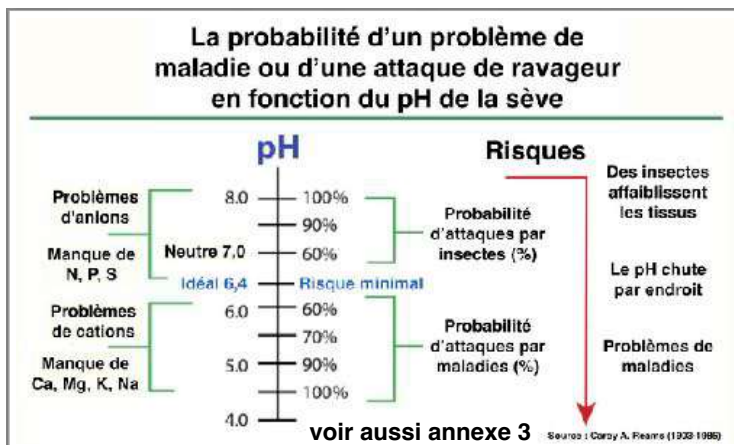 La probabilité d'un problème de
maladie ou d'une attaque de ravageur
en fonction du pH de la sève
pH
Risques
Problèmes
d'anions
Manque de
N, P, S
Problèmes
de cations
Manque de
Ca, Mg, K, Na
8.0 100%
90%
Neutre 7.0 60%
Idéal 6,4 Risque minimal
6.0 60%
70%
5.0 90%
100%
4.0
Probabilité
d'attaques par
insectes (%)
Probabilité
d'attaques par
maladies (%)
Des insectes
affaiblissent
les tissus
Le pH chute
par endroit
Problèmes de
maladies
voir aussi annexe 3
Source : Carey A. Reams